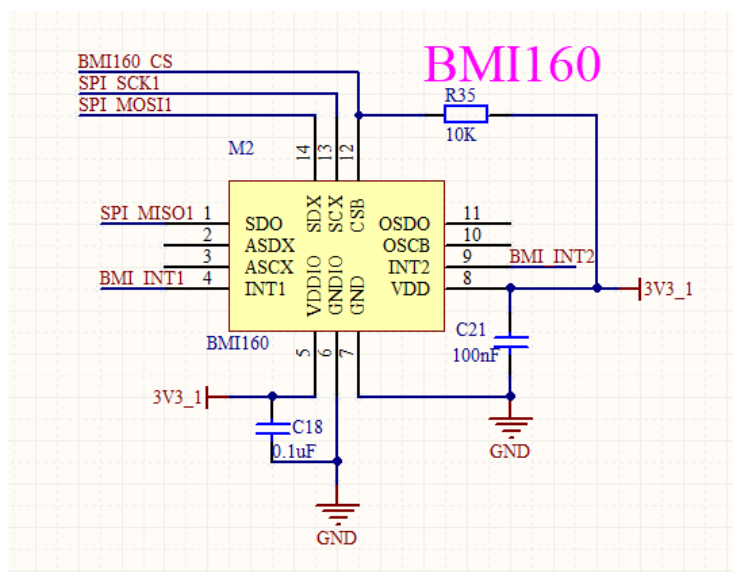 BMI160
BMI160_CS
SPI_SCK1
SPI_MOSI1
R35
10K
M2
14
13
12
SPI_MISO1
1
2
3
4
BMI_INT1
SDO
ASDX
ASCX
INT1
SDX
SCX
CSB
VDDIO
GNDIO
GND
OSDO
OSCB
INT2
VDD
11
10
9
8
BMI_INT2
3V3_1
BMI160
5
6
7
C21
100nF
GND
3V3_1
C18
0.1uF
GND